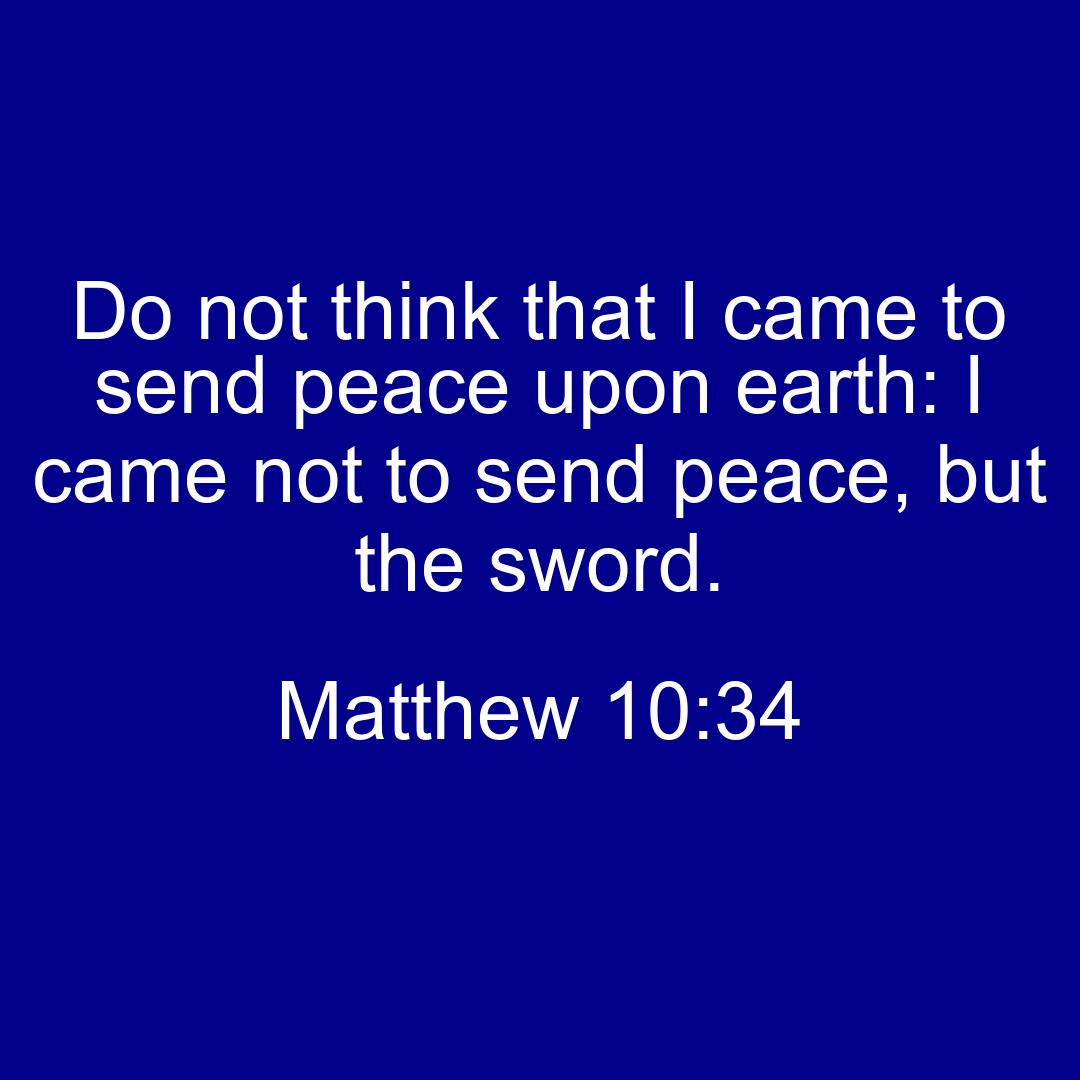 Do not think that I came to
send peace upon earth: I
came not to send peace, but
the sword.
Matthew 10:34